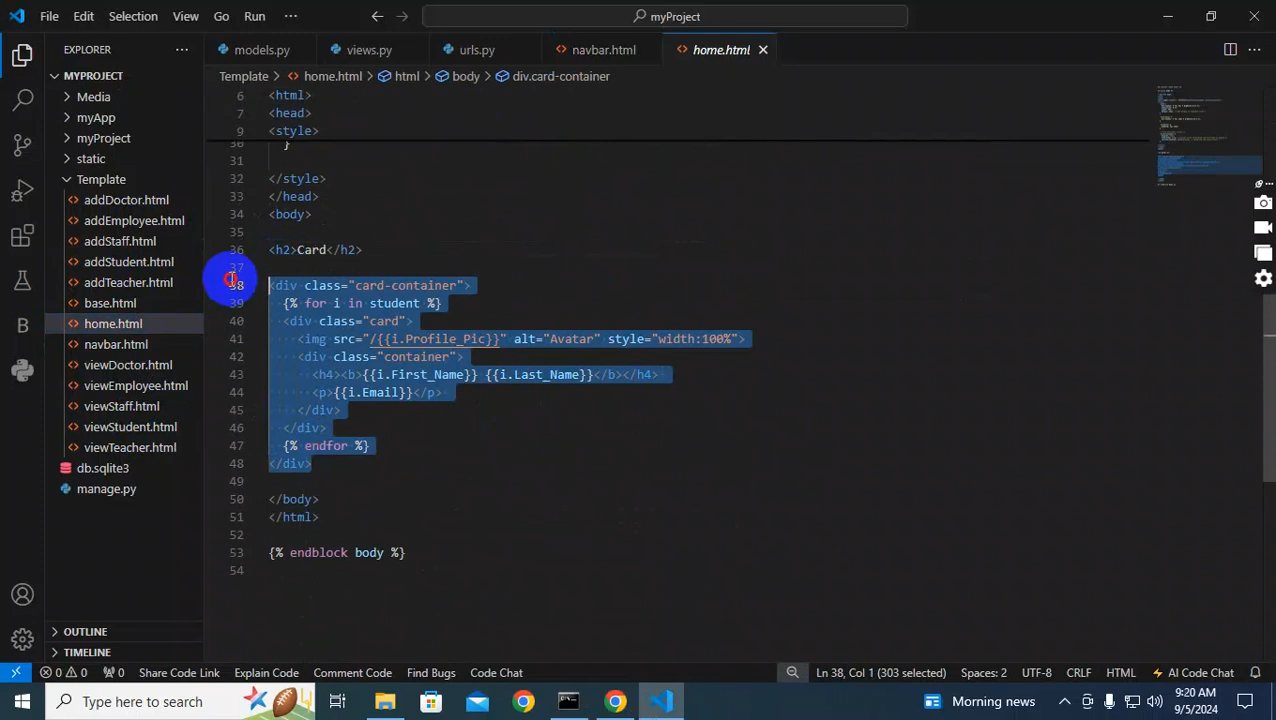 File Edit Selection View Go Run ··· myProject
EXPLORER ··· models.py views.py urls.py navbar.html home.html
MYPROJECT
Media
myApp
myProject
static
Template
addDoctor.html
addEmployee.html
addStaff.html
addStudent.html
addTeacher.html
base.html
home.html
navbar.html
viewDoctor.html
viewEmployee.html
viewStaff.html
viewStudent.html
viewTeacher.html
db.sqlite3
manage.py
OUTLINE
TIMELINE
Template > home.html > html > body > div.card-container
6 <html>
7 <head>
9 <style>
30 }
31
32 </style>
33 </head>
34 <body>
35
36 <h2>Card</h2>
37
38 <div class="card-container">
39 {% for i in student %}
40 <div class="card">
41 <img src="/{{i.Profile_Pic}}" alt="Avatar" style="width:100%">
42 <div class="container">
43 <h4><b>{{i.First_Name}} {{i.Last_Name}}</b></h4>
44 <p>{{i.Email}}</p>
45 </div>
46 </div>
47 {% endfor %}
48 </div>
49
50 </body>
51 </html>
52
53 {% endblock body %}
54
0 0 0 Share Code Link Explain Code Comment Code Find Bugs Code Chat Ln 38, Col 1 (303 selected) Spaces: 2 UTF-8 CRLF HTML AI Code Chat
Type here to search Morning news 9:20 AM
9/5/2024